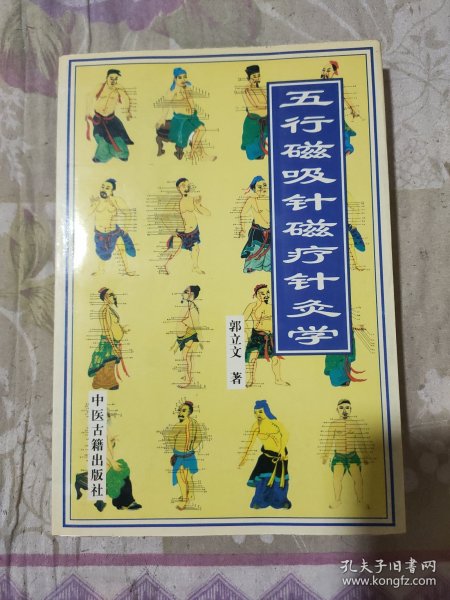 五行磁吸针磁疗针灸学
郭立文 著
中医古籍出版社
孔夫子旧书网
www.kongfz.com